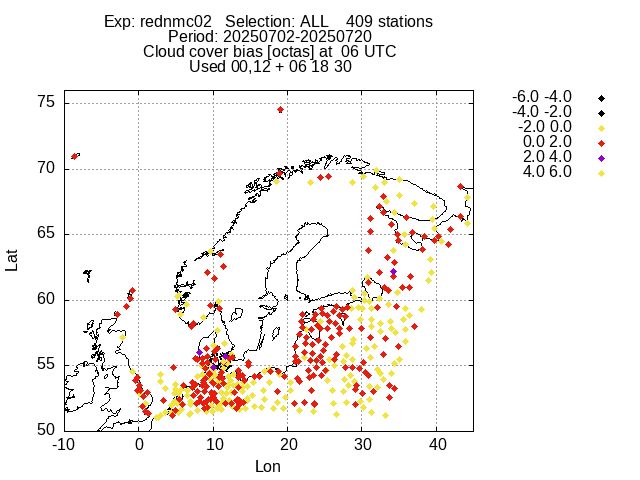 Exp: rednmc02 Selection: ALL 409 stations
Period: 20250702-20250720
Cloud cover bias [octas] at 06 UTC
Used 00,12 + 06 18 30
-6.0 -4.0
-4.0 -2.0
-2.0 0.0
0.0 2.0
2.0 4.0
4.0 6.0
75
70
65
60
55
50
Lat
-10 0 10 20 30 40
Lon